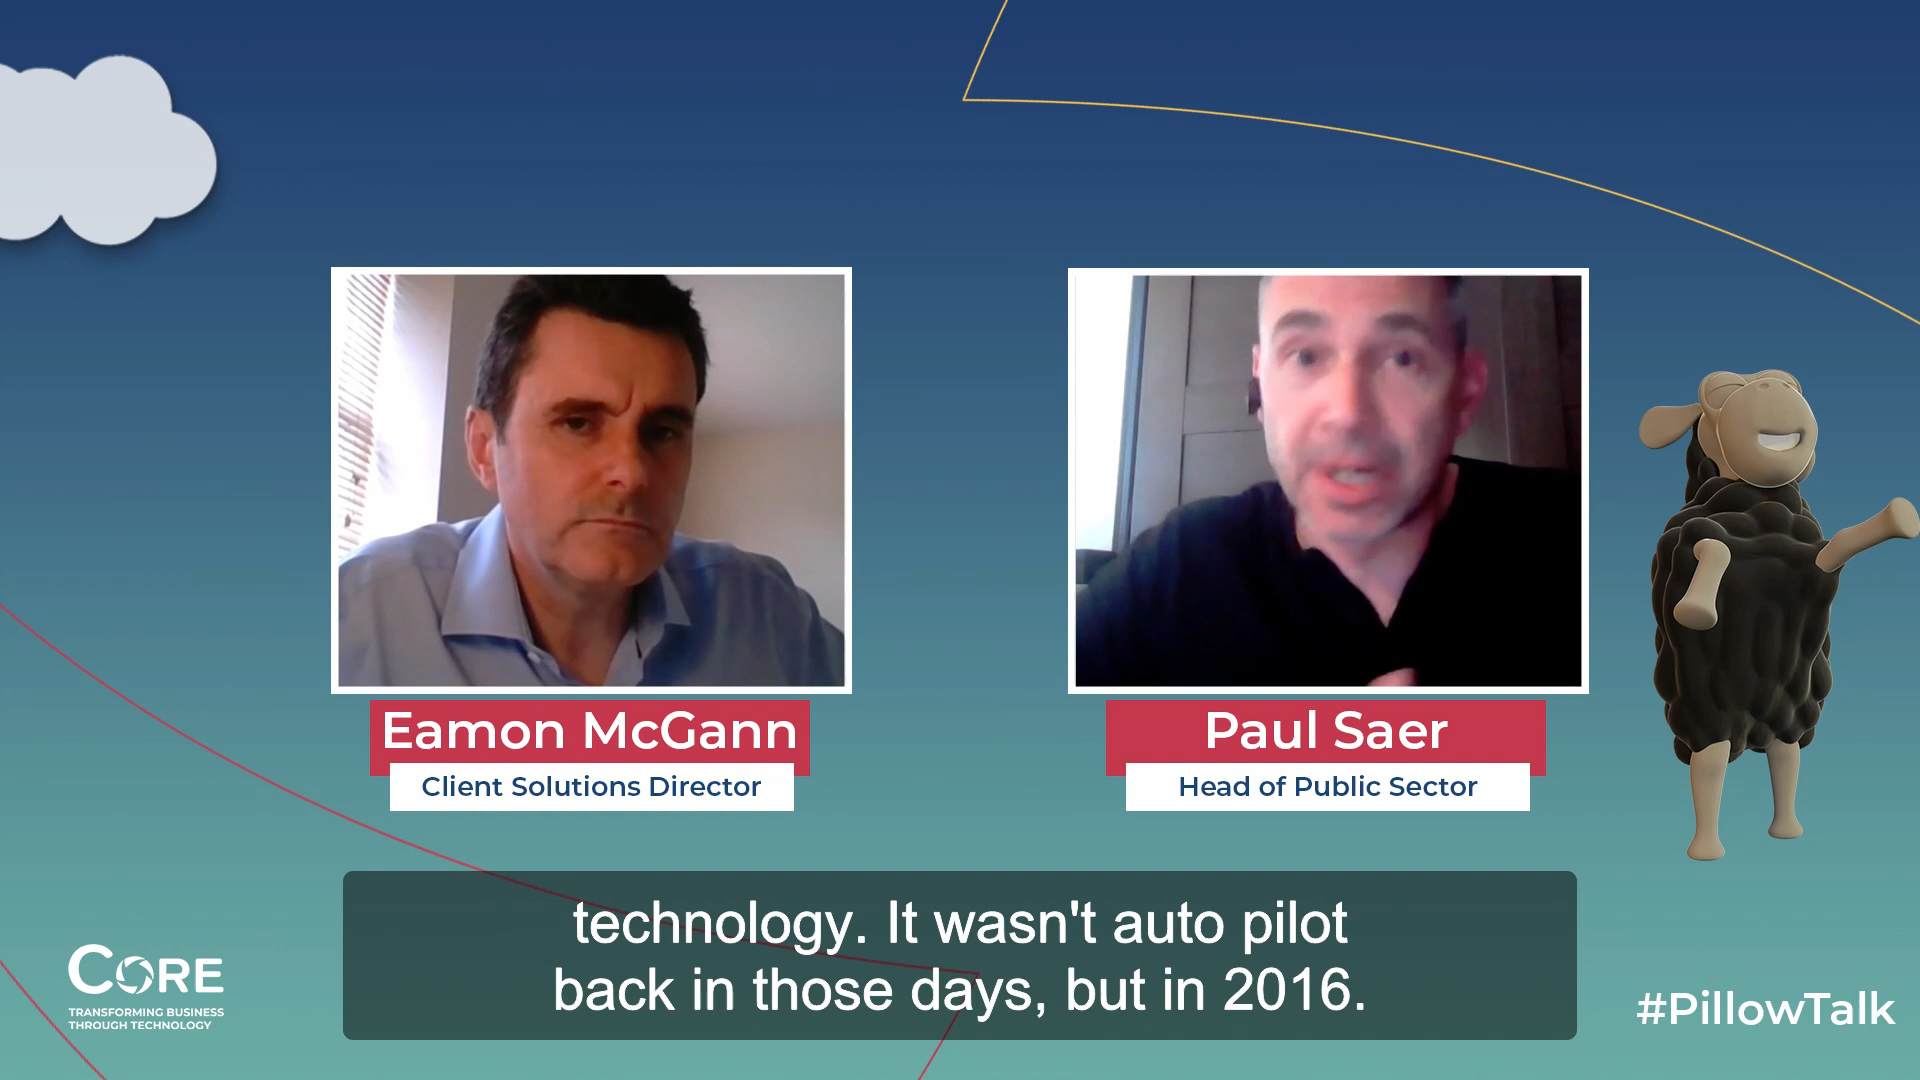 Eamon McGann
Client Solutions Director
Paul Saer
Head of Public Sector
technology. It wasn't auto pilot
back in those days, but in 2016.
CORE
TRANSFORMING BUSINESS
THROUGH TECHNOLOGY
#PillowTalk